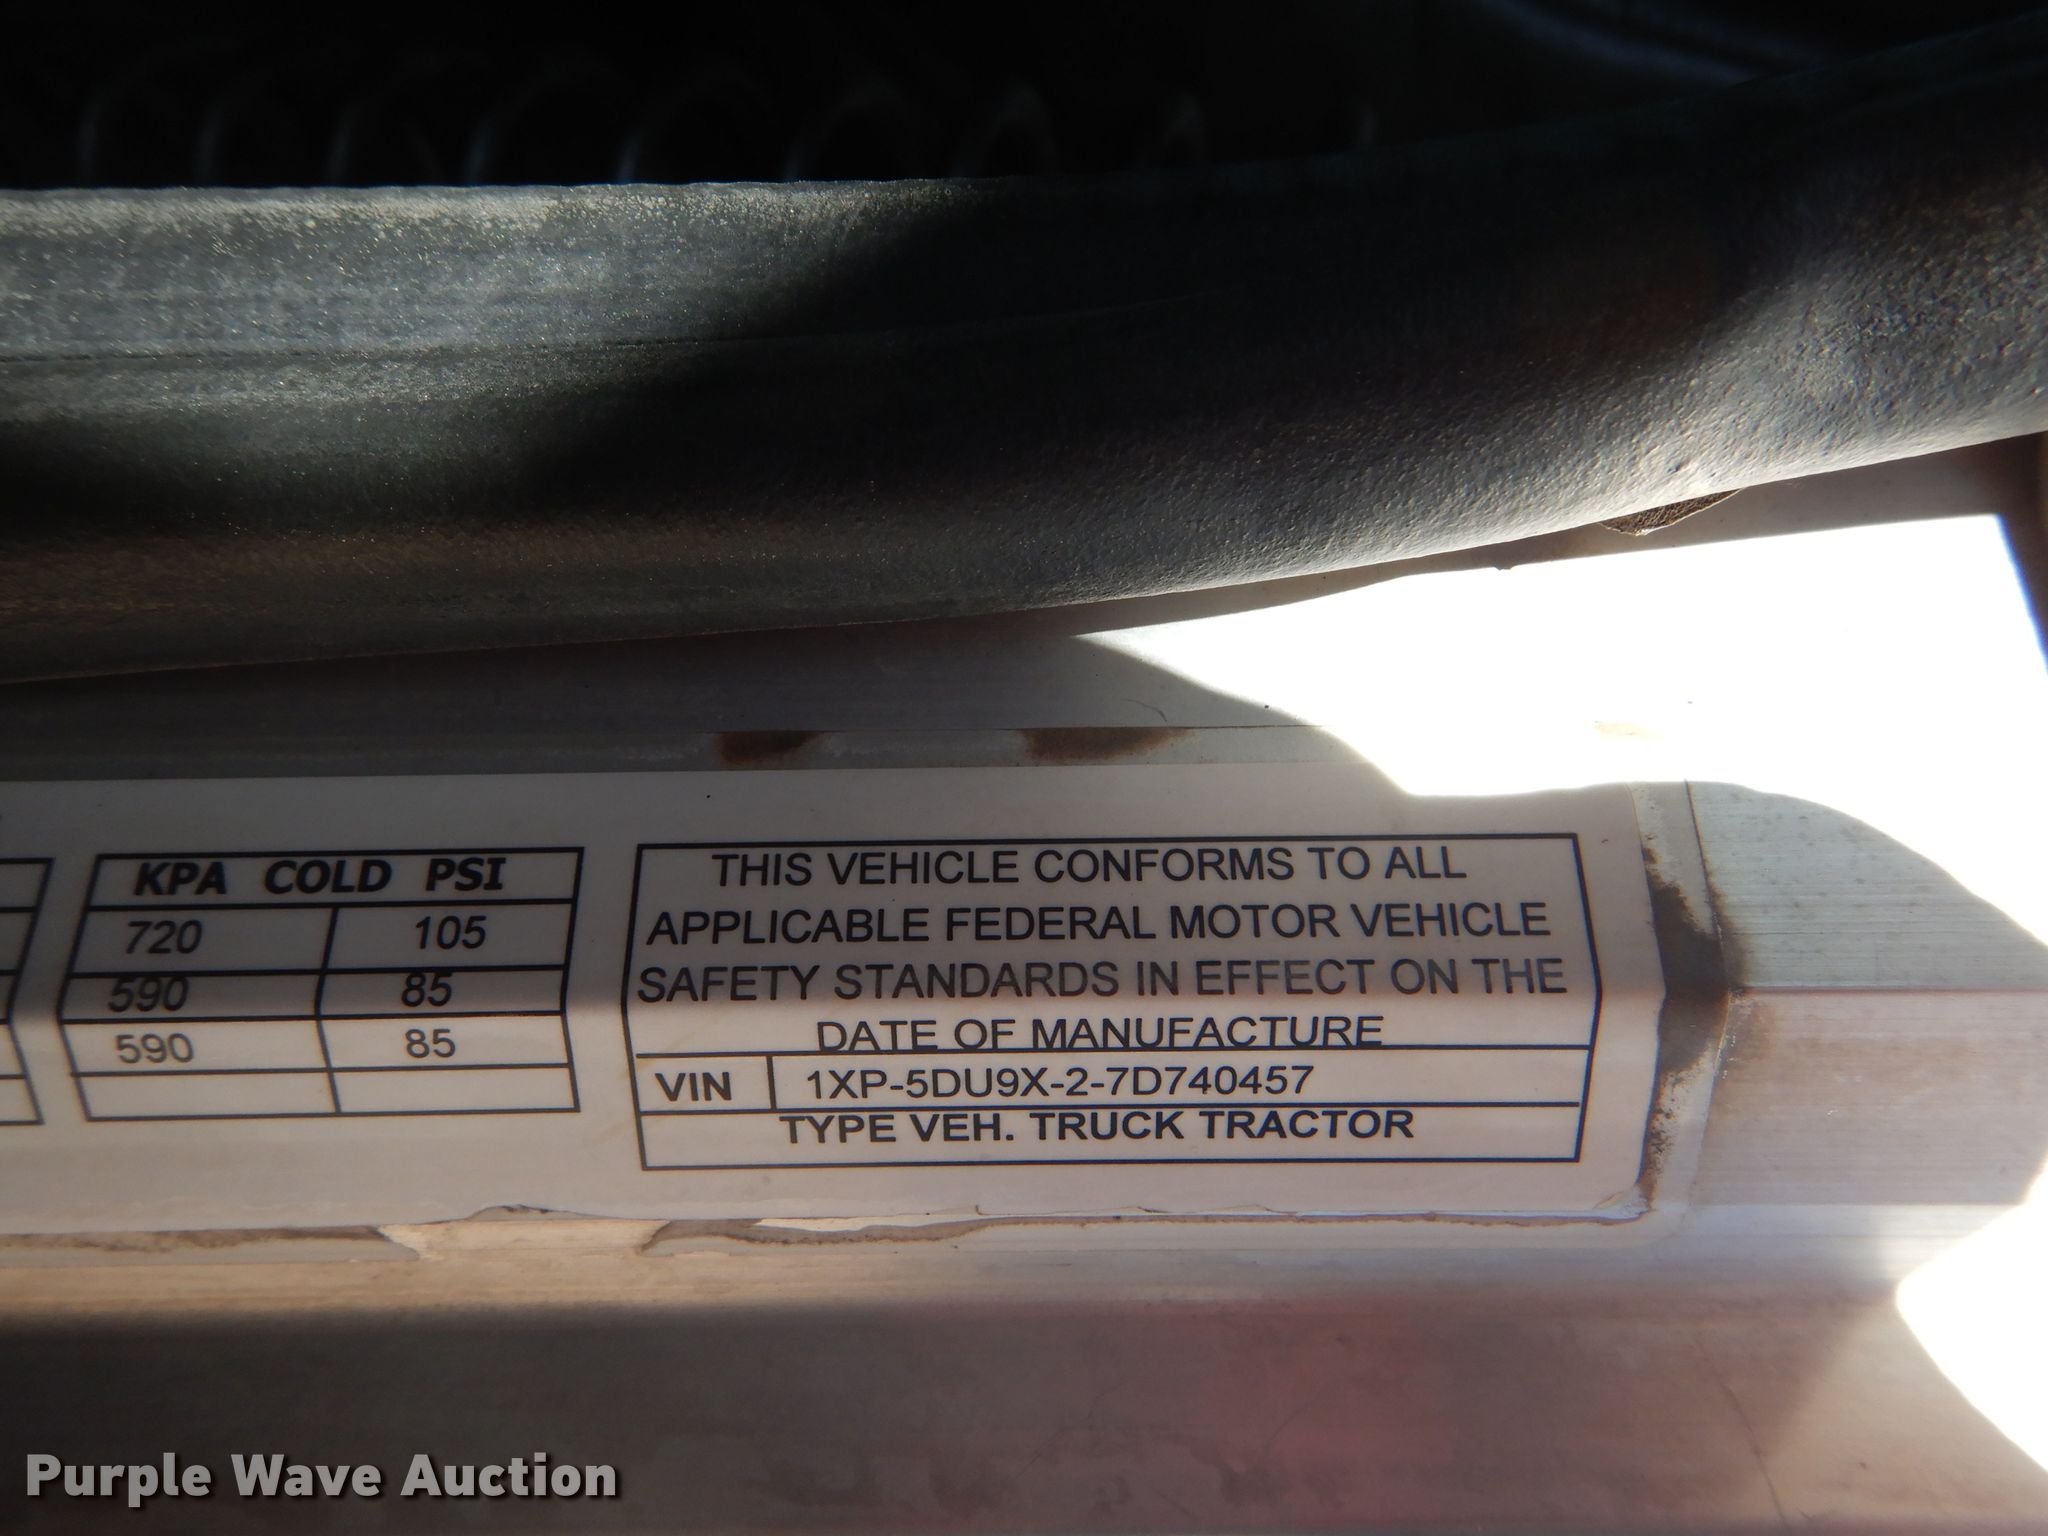 KPA COLD PSI
720 105
590 85
590 85
THIS VEHICLE CONFORMS TO ALL
APPLICABLE FEDERAL MOTOR VEHICLE
SAFETY STANDARDS IN EFFECT ON THE
DATE OF MANUFACTURE
VIN 1XP-5DU9X-2-7D740457
TYPE VEH. TRUCK TRACTOR
Purple Wave Auction